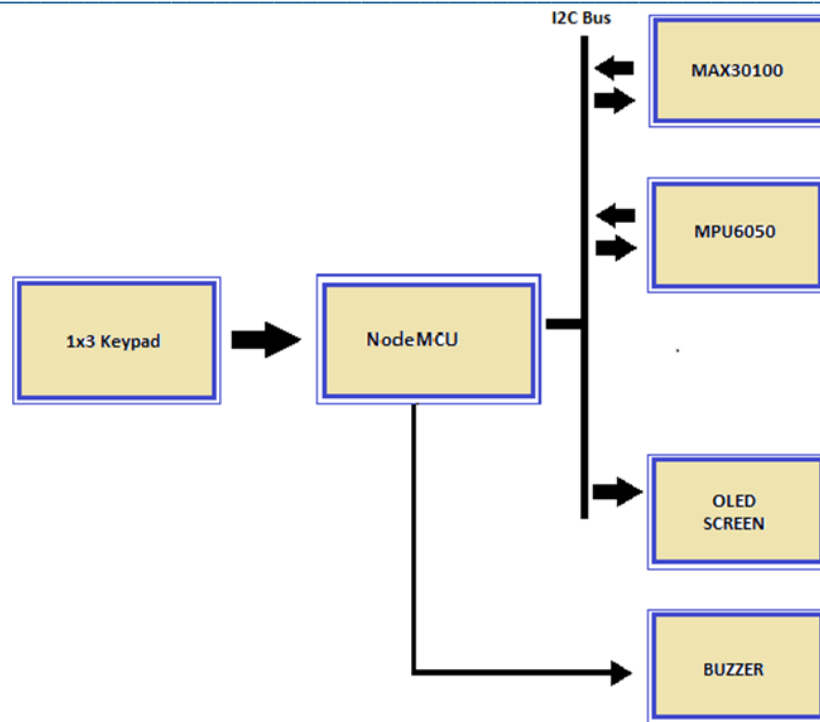 I2C Bus
MAX30100
MPU6050
1x3 Keypad
NodeMCU
OLED
SCREEN
BUZZER